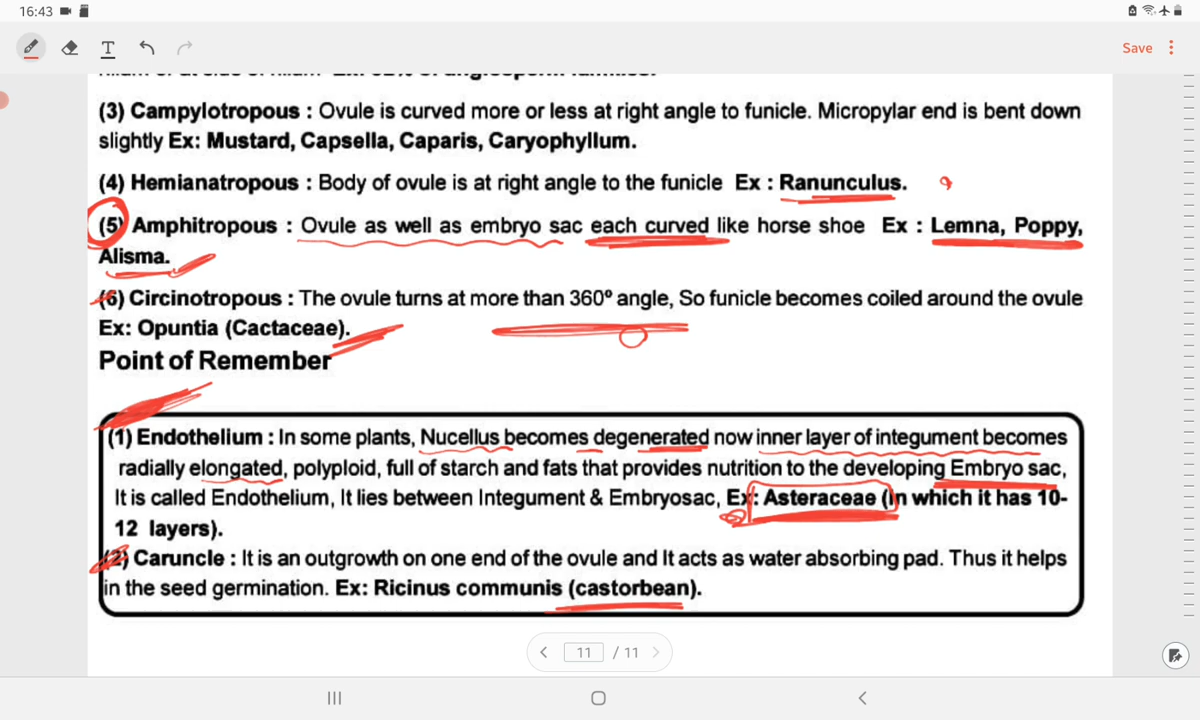 16:43
T
Save
(3) Campylotropous : Ovule is curved more or less at right angle to funicle. Micropylar end is bent down
slightly Ex: Mustard, Capsella, Caparis, Caryophyllum.
(4) Hemianatropous : Body of ovule is at right angle to the funicle Ex : Ranunculus.
(5) Amphitropous : Ovule as well as embryo sac each curved like horse shoe Ex : Lemna, Poppy,
Alisma.
(6) Circinotropous : The ovule turns at more than 360º angle, So funicle becomes coiled around the ovule
Ex: Opuntia (Cactaceae).
Point of Remember
(1) Endothelium : In some plants, Nucellus becomes degenerated now inner layer of integument becomes
radially elongated, polyploid, full of starch and fats that provides nutrition to the developing Embryo sac,
It is called Endothelium, It lies between Integument & Embryosac, Ex: Asteraceae (In which it has 10-
12 layers).
(2) Caruncle : It is an outgrowth on one end of the ovule and It acts as water absorbing pad. Thus it helps
in the seed germination. Ex: Ricinus communis (castorbean).
11 / 11